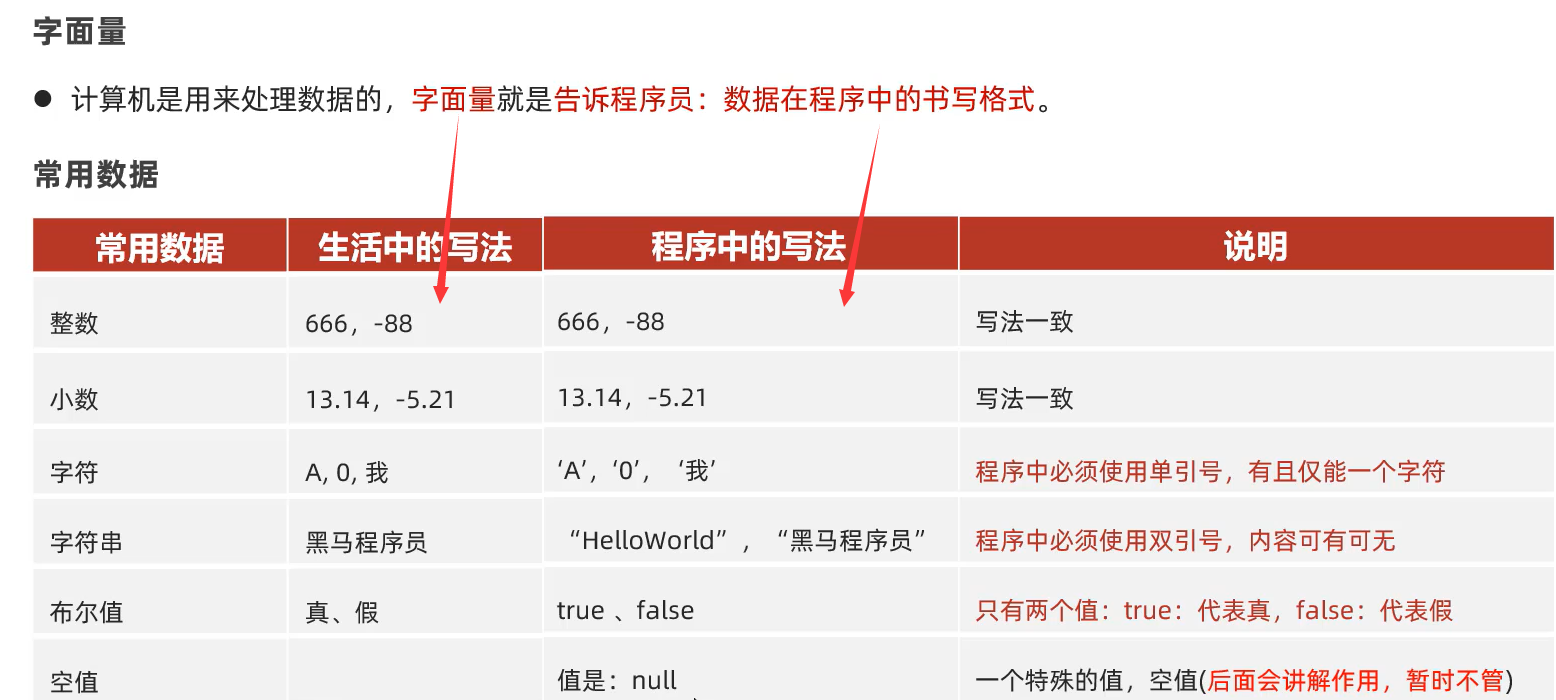 字面量
● 计算机是用来处理数据的，字面量就是告诉程序员：数据在程序中的书写格式。
常用数据
常用数据 生活中的写法 程序中的写法 说明
整数 666，-88 666，-88 写法一致
小数 13.14，-5.21 13.14，-5.21 写法一致
字符 A, 0, 我 ‘A’，‘0’， ‘我’ 程序中必须使用单引号，有且仅能一个字符
字符串 黑马程序员 “HelloWorld” ，“黑马程序员” 程序中必须使用双引号，内容可有可无
布尔值 真、假 true 、false 只有两个值：true：代表真，false：代表假
空值 值是：null 一个特殊的值，空值(后面会讲解作用，暂时不管)